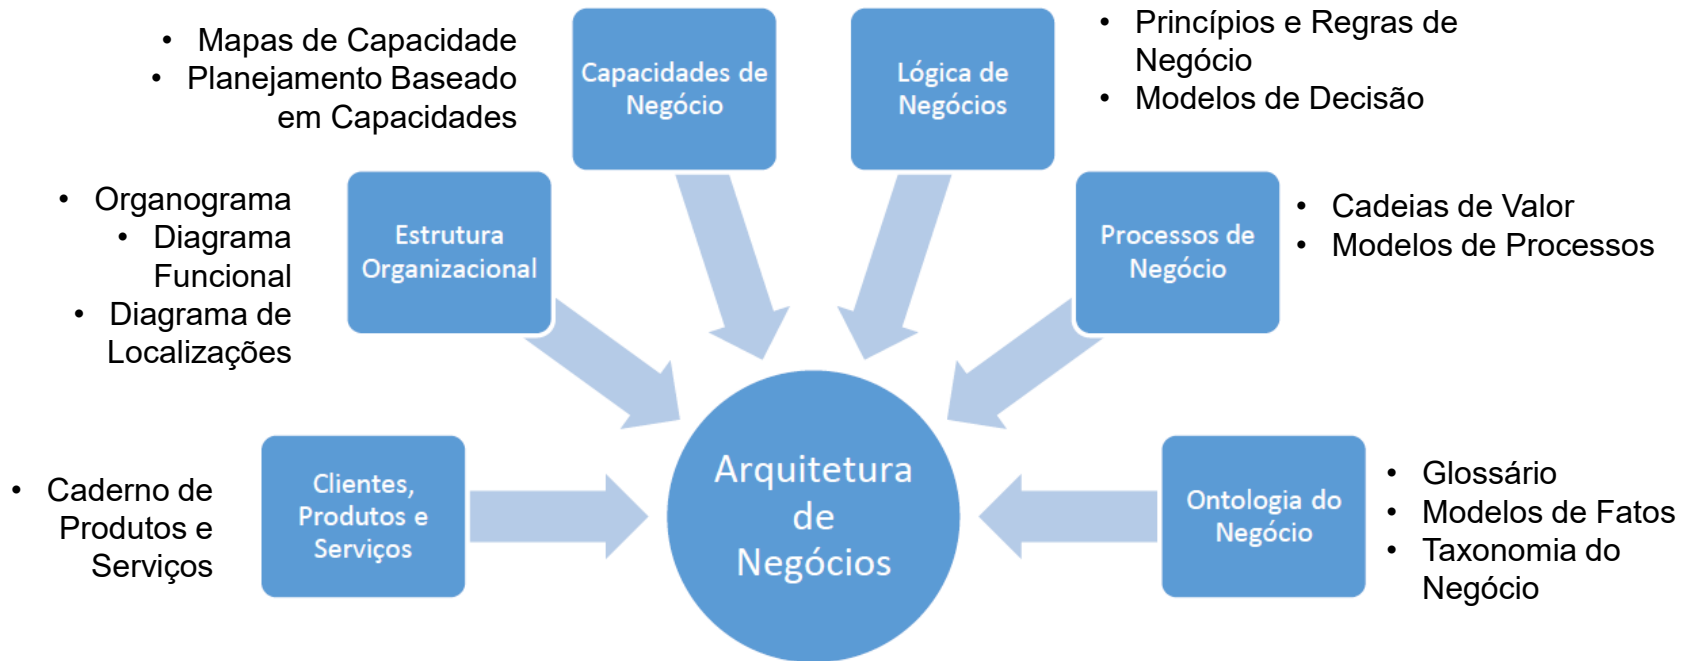 • Mapas de Capacidade
• Planejamento Baseado
em Capacidades
Capacidades de
Negócio
Lógica de
Negócios
• Princípios e Regras de
Negócio
• Modelos de Decisão
• Organograma
• Diagrama
Funcional
• Diagrama de
Localizações
Estrutura
Organizacional
Processos de
Negócio
• Cadeias de Valor
• Modelos de Processos
• Caderno de
Produtos e
Serviços
Clientes,
Produtos e
Serviços
Arquitetura
de
Negócios
Ontologia do
Negócio
• Glossário
• Modelos de Fatos
• Taxonomia do
Negócio